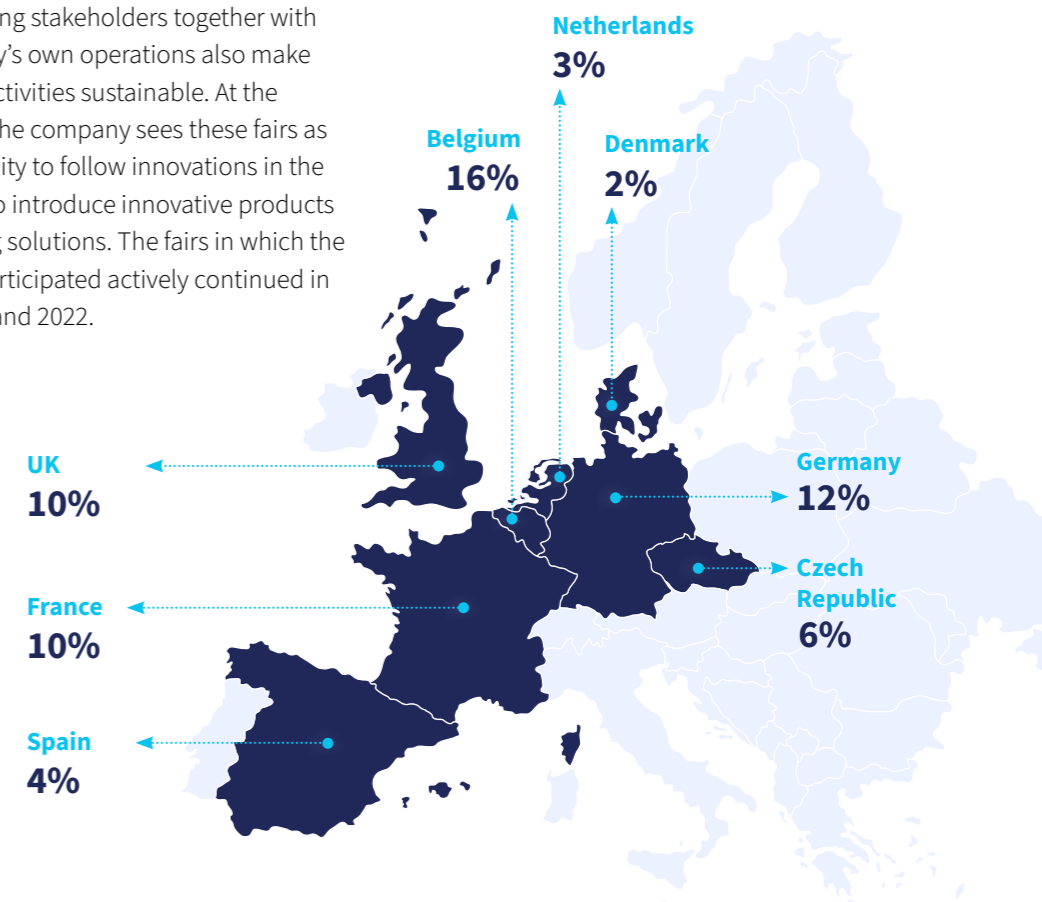 ng stakeholders together with
y’s own operations also make
ctivities sustainable. At the
he company sees these fairs as
ity to follow innovations in the
o introduce innovative products
g solutions. The fairs in which the
rticipated actively continued in
and 2022.
Netherlands
3%
Belgium
16%
Denmark
2%
UK
10%
Germany
12%
Czech
Republic
6%
France
10%
Spain
4%